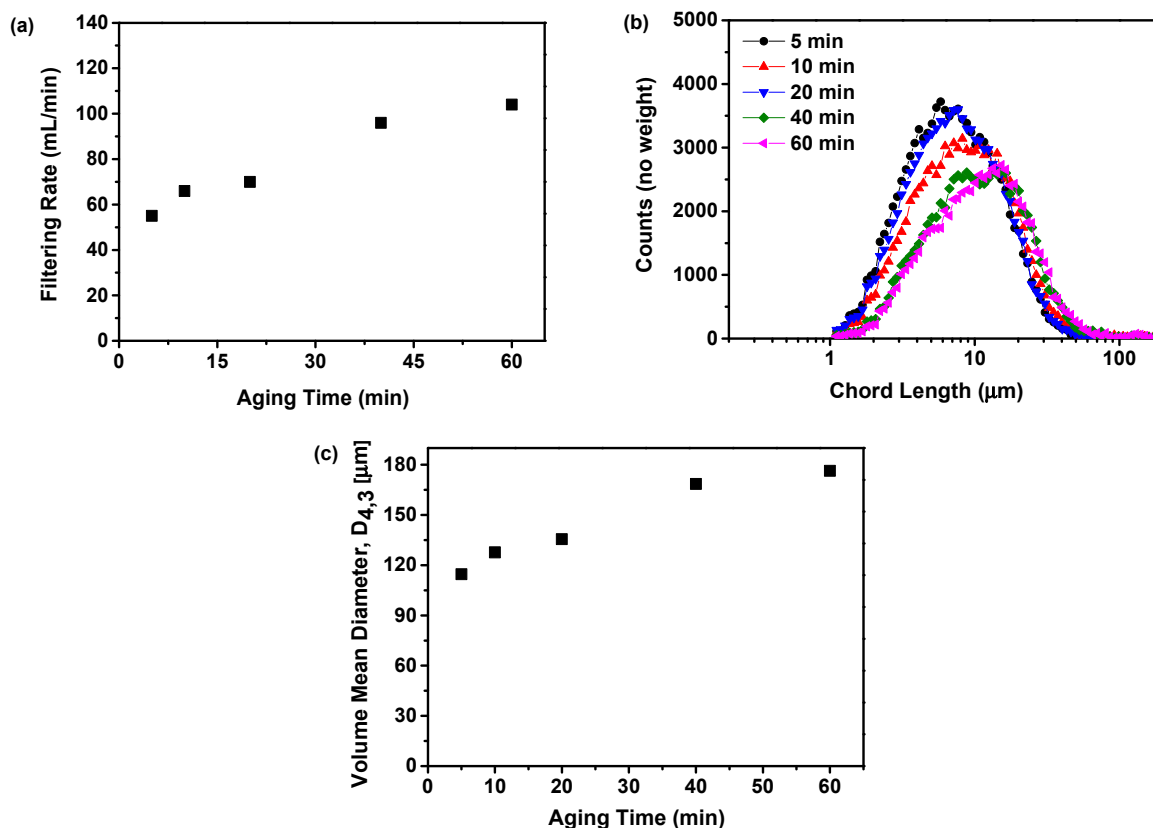 (a)
Filtering Rate (mL/min)
140
120
100
80
60
40
20
0
0 15 30 45 60
Aging Time (min)
(b)
Counts (no weight)
5000
4000
3000
2000
1000
0
5 min
10 min
20 min
40 min
60 min
1 10 100
Chord Length (µm)
(c)
Volume Mean Diameter, D4,3 [µm]
180
150
120
90
60
30
0
0 10 20 30 40 50 60
Aging Time (min)